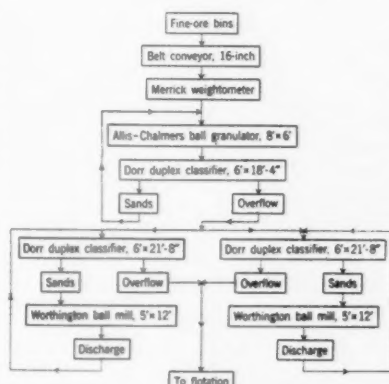 Fine-ore bins
Belt conveyor, 16-inch
Merrick weightometer
Allis-Chalmers ball granulator, 8'×6'
Dorr duplex classifier, 6'×18'-4"
Sands
Overflow
Dorr duplex classifier, 6'×21'-8"
Dorr duplex classifier, 6'×21'-8"
Sands
Overflow
Overflow
Sands
Worthington ball mill, 5'×12'
Worthington ball mill, 5'×12'
Discharge
Discharge
To flotation